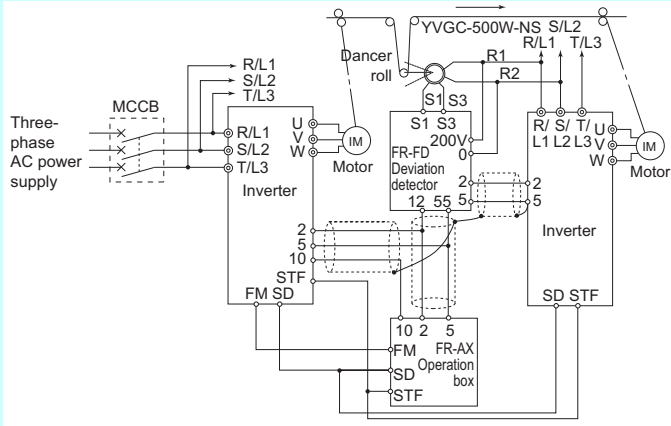 YVGC-500W-NS S/L2
R/L1 T/L3
R/L1
S/L2
T/L3
Dancer
roll
R1
R2
MCCB
S1 S3
S1 S3
Three-
phase
AC power
supply
R/L1
S/L2
T/L3
U
V
W
IM
Motor
Inverter
200V
0
FR-FD
Deviation
detector
2
5
12 55
R/
L1
S/
L2
T/
L3
U
V
W
IM
Motor
2
5
Inverter
2
5
10
STF
FM SD
SD STF
10 2 5
FR-AX
Operation
box
FM
SD
STF